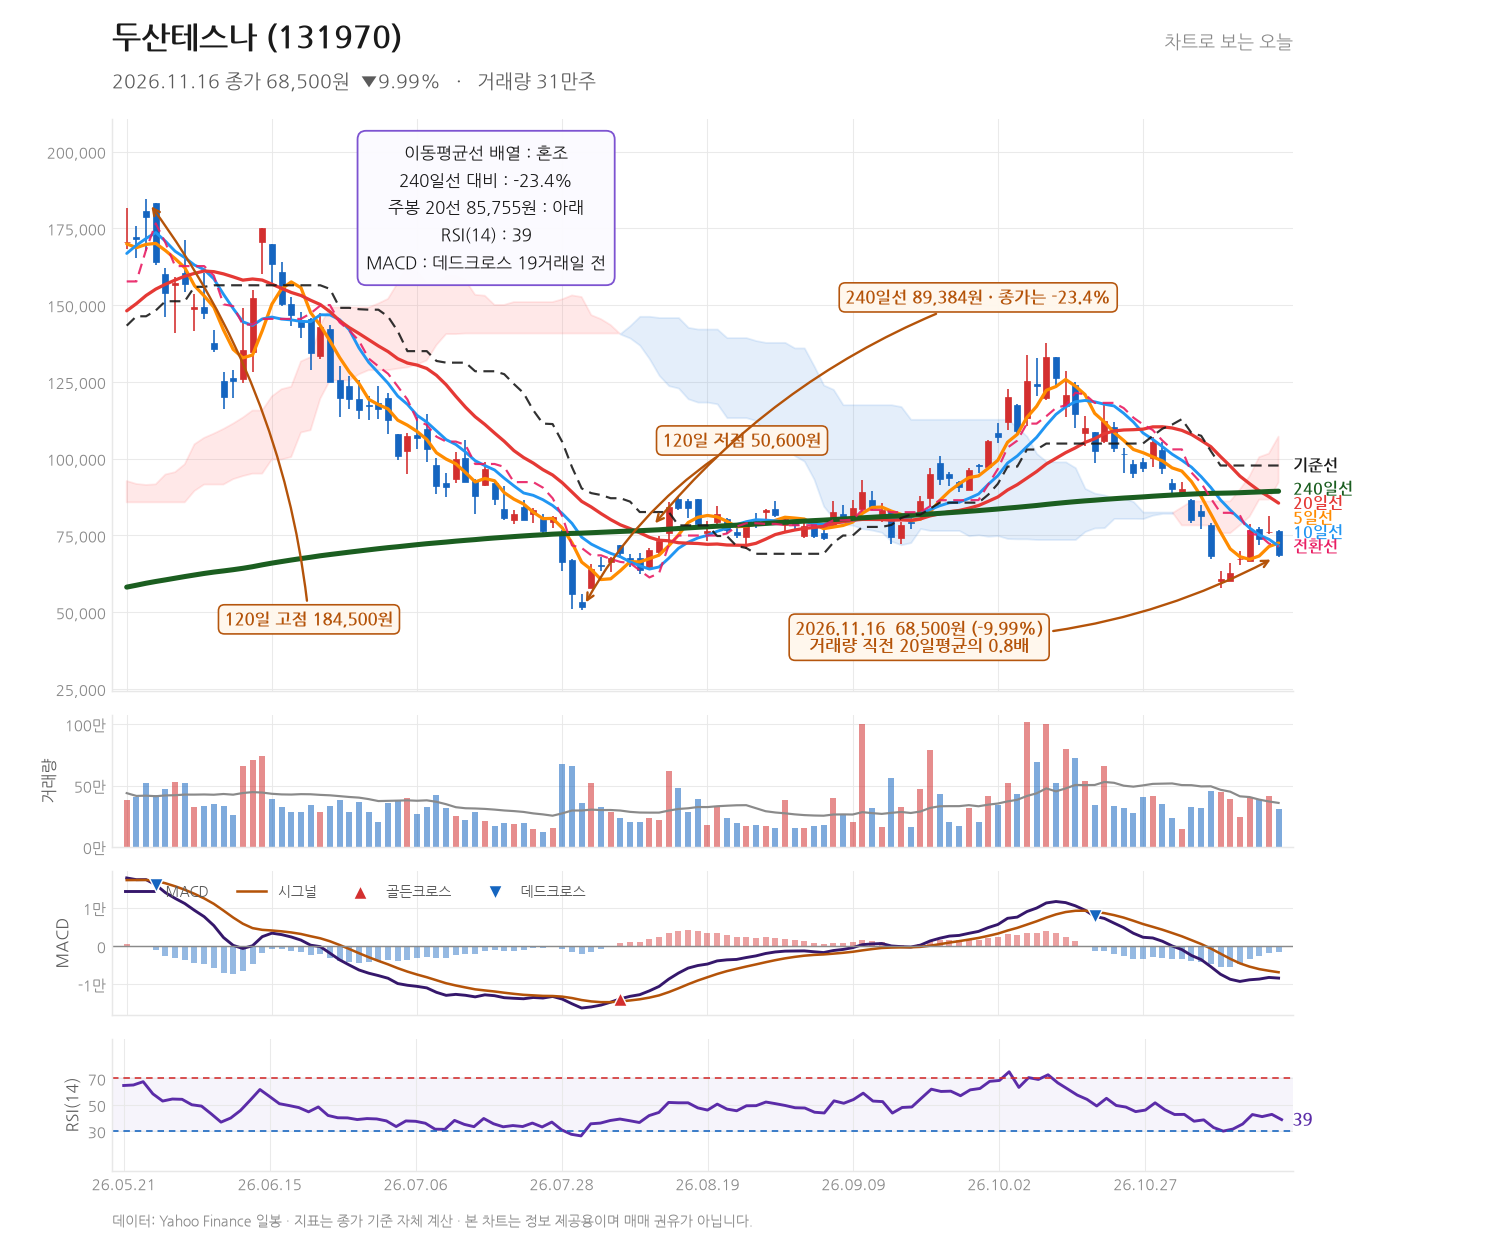 두산테스나 (131970)
차트로 보는 오늘
2026.11.16 종가 68,500원 ▼9.99% · 거래량 31만주
이동평균선 배열 : 혼조
240일선 대비 : -23.4%
주봉 20선 85,755원 : 아래
RSI(14) : 39
MACD : 데드크로스 19거래일 전
200,000
175,000
150,000
125,000
100,000
75,000
50,000
25,000
240일선 89,384원 · 종가는 -23.4%
120일 저점 50,600원
120일 고점 184,500원
2026.11.16 68,500원 (-9.99%)
거래량 직전 20일평균의 0.8배
기준선
240일선
20일선
5일선
10일선
전환선
거래량
100만
50만
0만
MACD
1만
0
-1만
MACD
시그널
▲ 골든크로스
▼ 데드크로스
RSI(14)
70
50
30
39
26.05.21
26.06.15
26.07.06
26.07.28
26.08.19
26.09.09
26.10.02
26.10.27
데이터: Yahoo Finance 일봉 · 지표는 종가 기준 자체 계산 · 본 차트는 정보 제공용이며 매매 권유가 아닙니다.